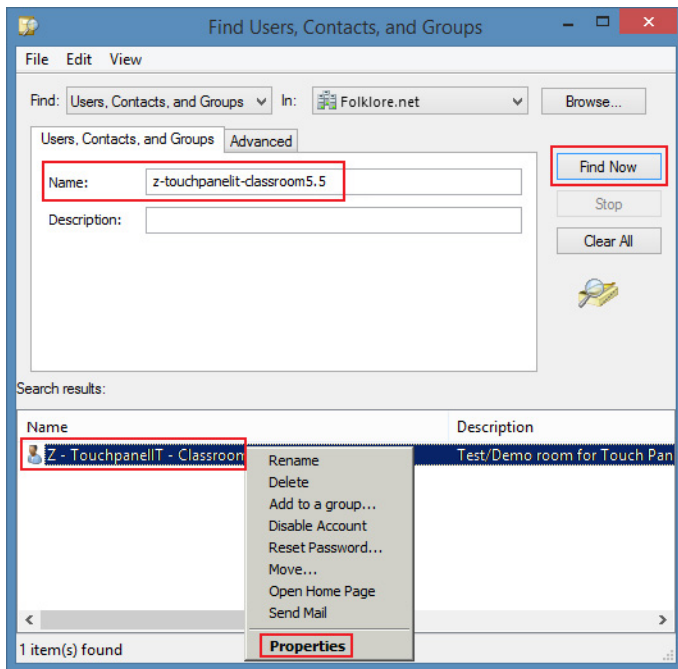 Find Users, Contacts, and Groups
File Edit View
Find: Users, Contacts, and Groups In: Folklore.net Browse...
Users, Contacts, and Groups Advanced
Name: z-touchpanelit-classroom5.5
Description:
Find Now
Stop
Clear All
Search results:
Name Description
Z - TouchpanelIT - Classroom Test/Demo room for Touch Pan
Rename
Delete
Add to a group...
Disable Account
Reset Password...
Move...
Open Home Page
Send Mail
Properties
1 item(s) found